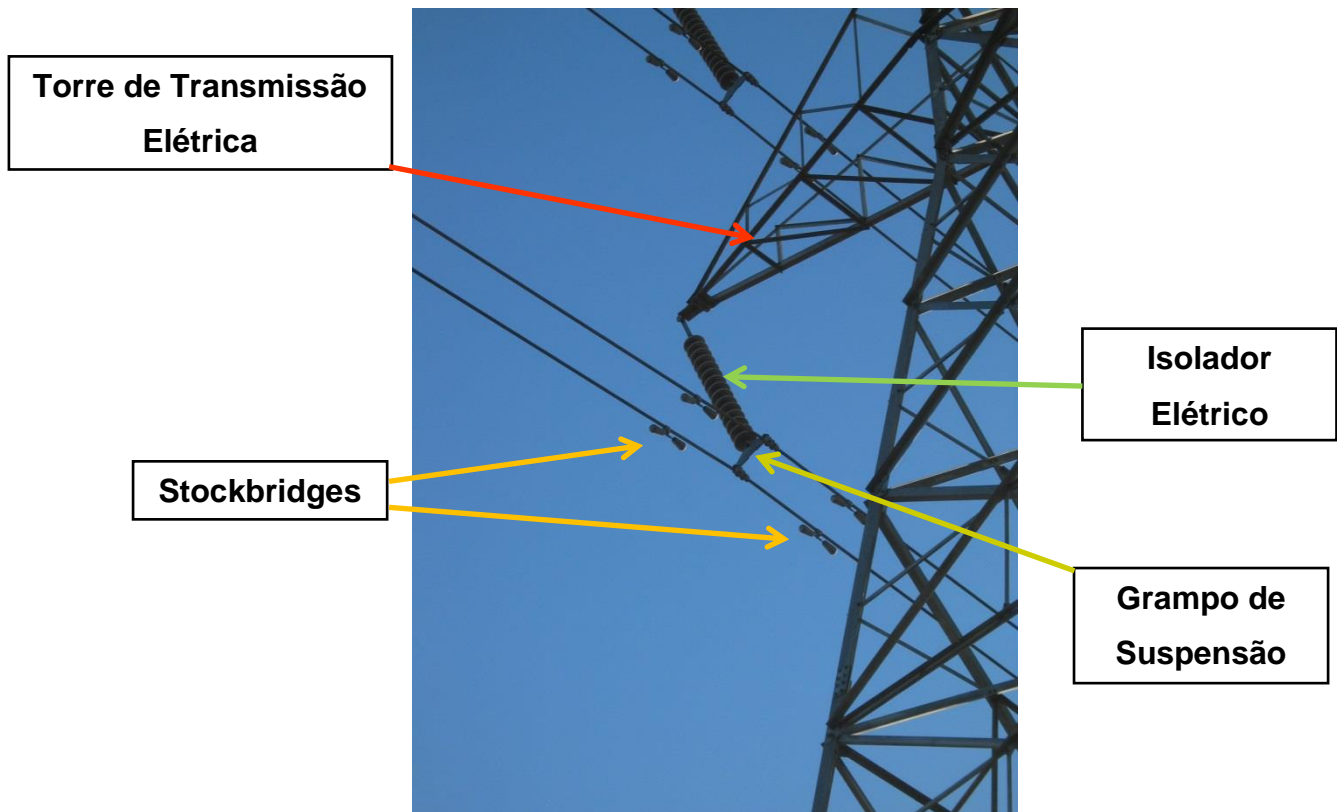 Torre de Transmissão
Elétrica
Isolador
Elétrico
Stockbridges
Grampo de
Suspensão